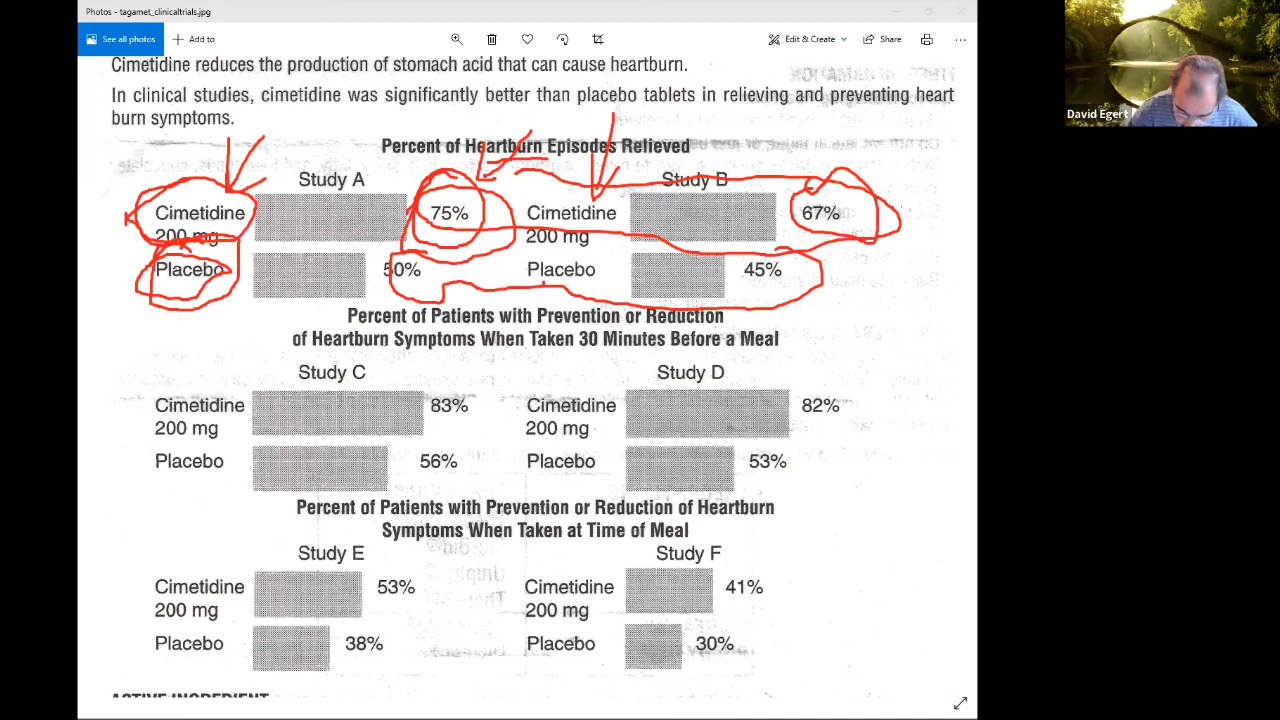 Photos - tagamet_clinicaltrials.jpg
See all photos
Add to
Edit & Create
Share
Cimetidine reduces the production of stomach acid that can cause heartburn.
In clinical studies, cimetidine was significantly better than placebo tablets in relieving and preventing heart
burn symptoms.
Percent of Heartburn Episodes Relieved
Study A
Study B
Cimetidine 75% Cimetidine 67%
200 mg 200 mg
Placebo 50% Placebo 45%
Percent of Patients with Prevention or Reduction
of Heartburn Symptoms When Taken 30 Minutes Before a Meal
Study C
Study D
Cimetidine 83% Cimetidine 82%
200 mg 200 mg
Placebo 56% Placebo 53%
Percent of Patients with Prevention or Reduction of Heartburn
Symptoms When Taken at Time of Meal
Study E
Study F
Cimetidine 53% Cimetidine 41%
200 mg 200 mg
Placebo 38% Placebo 30%
ACTIVE INGREDIENT
David Egert